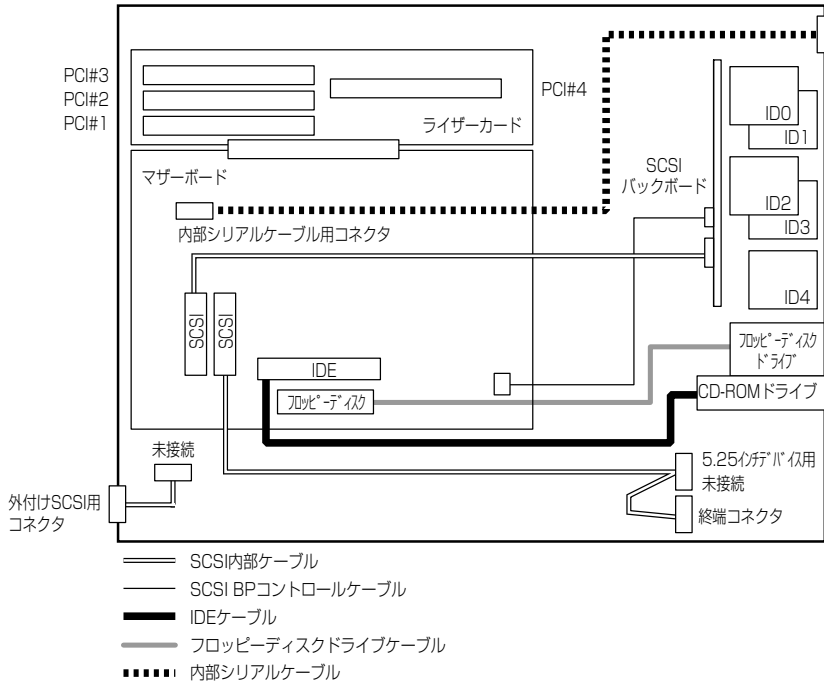 PCI#3
PCI#2
PCI#1
PCI#4
ライザーカード
マザーボード
内部シリアルケーブル用コネクタ
SCSI
バックボード
ID0
ID1
ID2
ID3
ID4
SCSI
SCSI
IDE
フロッピーディスク
フロッピーディスク
ドライブ
CD-ROMドライブ
未接続
外付けSCSI用
コネクタ
5.25インチデバイス用
未接続
終端コネクタ
SCSI内部ケーブル
SCSI BPコントロールケーブル
IDEケーブル
フロッピーディスクドライブケーブル
内部シリアルケーブル